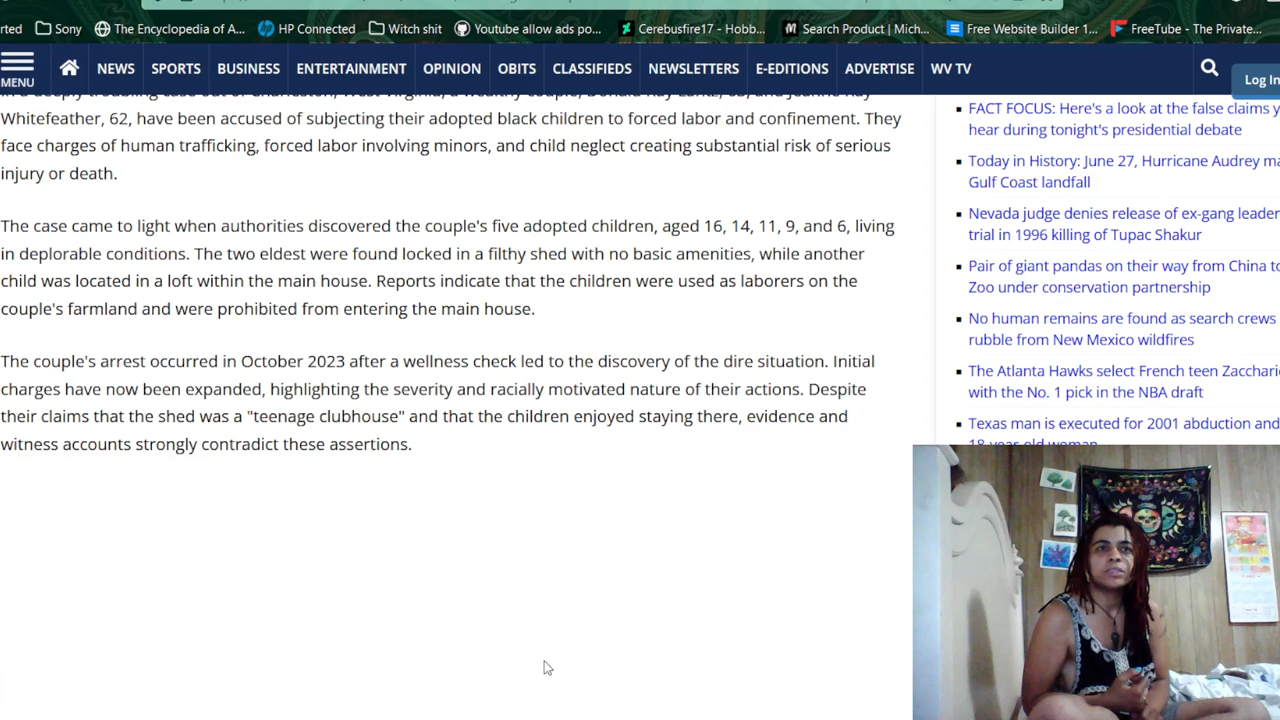 rted
Sony
The Encyclopedia of A...
HP Connected
Witch shit
Youtube allow ads po...
Cerebusfire17 - Hobb...
Search Product | Mich...
Free Website Builder 1...
FreeTube - The Private...
MENU
NEWS
SPORTS
BUSINESS
ENTERTAINMENT
OPINION
OBITS
CLASSIFIEDS
NEWSLETTERS
E-EDITIONS
ADVERTISE
WV TV
Log In
Whitefeather, 62, have been accused of subjecting their adopted black children to forced labor and confinement. They
face charges of human trafficking, forced labor involving minors, and child neglect creating substantial risk of serious
injury or death.
The case came to light when authorities discovered the couple's five adopted children, aged 16, 14, 11, 9, and 6, living
in deplorable conditions. The two eldest were found locked in a filthy shed with no basic amenities, while another
child was located in a loft within the main house. Reports indicate that the children were used as laborers on the
couple's farmland and were prohibited from entering the main house.
The couple's arrest occurred in October 2023 after a wellness check led to the discovery of the dire situation. Initial
charges have now been expanded, highlighting the severity and racially motivated nature of their actions. Despite
their claims that the shed was a "teenage clubhouse" and that the children enjoyed staying there, evidence and
witness accounts strongly contradict these assertions.
FACT FOCUS: Here's a look at the false claims y
hear during tonight's presidential debate
Today in History: June 27, Hurricane Audrey ma
Gulf Coast landfall
Nevada judge denies release of ex-gang leader
trial in 1996 killing of Tupac Shakur
Pair of giant pandas on their way from China to
Zoo under conservation partnership
No human remains are found as search crews
rubble from New Mexico wildfires
The Atlanta Hawks select French teen Zaccharie
with the No. 1 pick in the NBA draft
Texas man is executed for 2001 abduction and
18-year-old woman